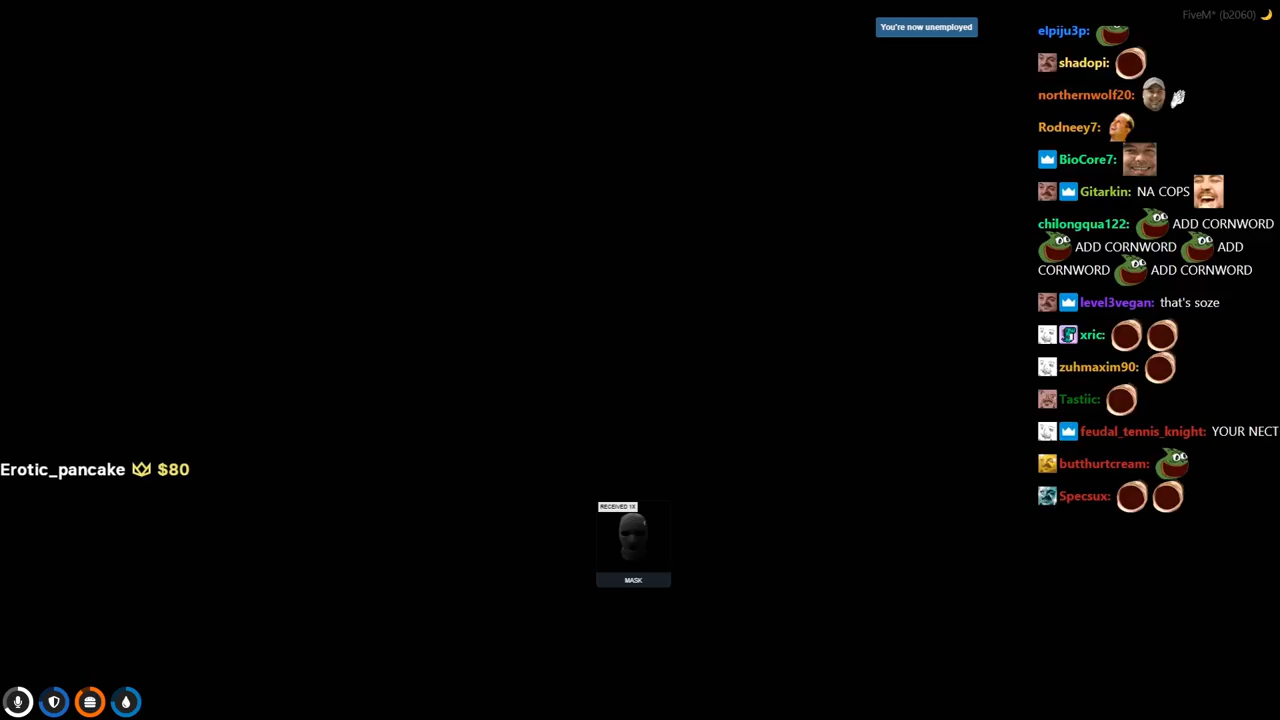 FiveM* (b2060)
You're now unemployed
elpiju3p:
shadopi:
northernwolf20:
Rodneey7:
BioCore7:
Gitarkin: NA COPS
chilongqua122: ADD CORNWORD
ADD CORNWORD ADD
CORNWORD ADD CORNWORD
level3vegan: that's soze
xric:
zuhmaxim90:
Tastiic:
feudal_tennis_knight: YOUR NECT
butthurtcream:
Erotic_pancake $80
Specsux:
RECEIVED 1X
MASK